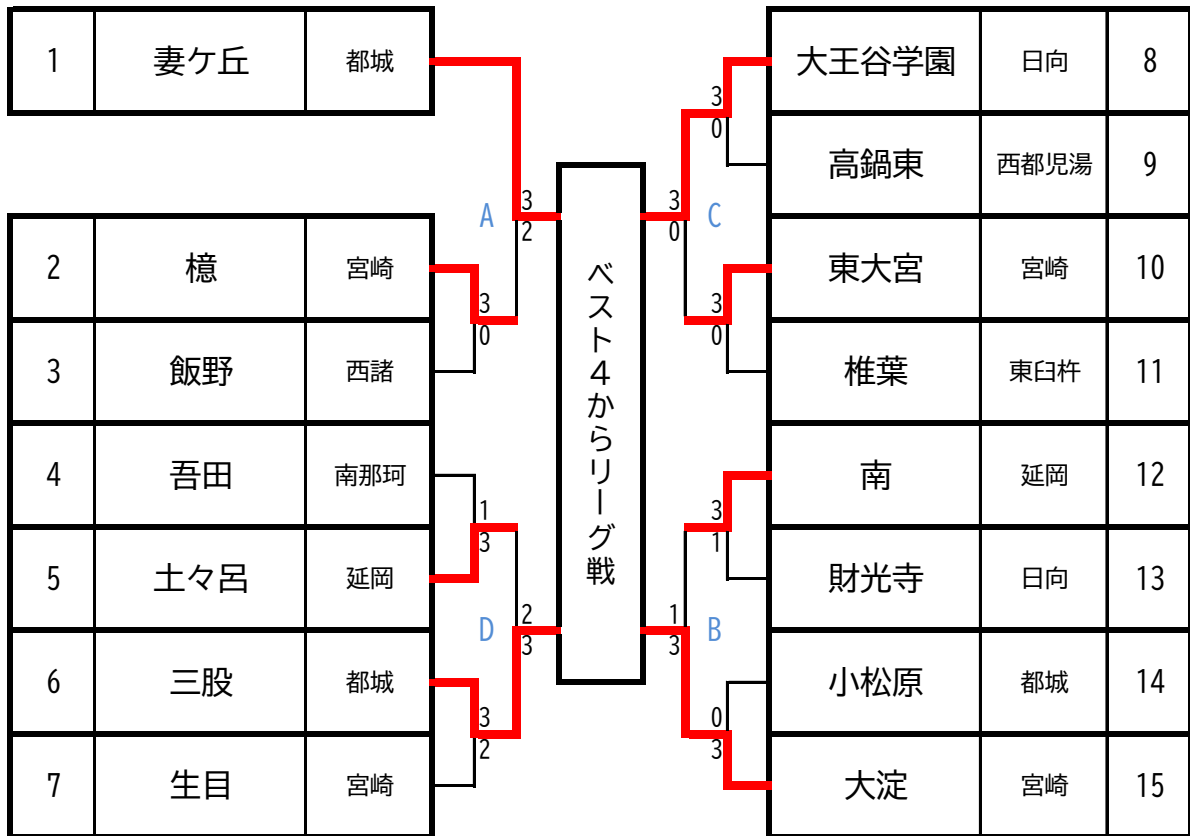 1 妻ケ丘 都城
2 檍 宮崎
3 飯野 西諸
4 吾田 南那珂
5 土々呂 延岡
6 三股 都城
7 生目 宮崎
A
3
2
3
0
1
3
D
2
3
3
2
ベスト4からリーグ戦
3
0
3
0
C
3
0
3
1
1
3
B
0
3
大王谷学園 日向 8
高鍋東 西都児湯 9
東大宮 宮崎 10
椎葉 東臼杵 11
南 延岡 12
財光寺 日向 13
小松原 都城 14
大淀 宮崎 15